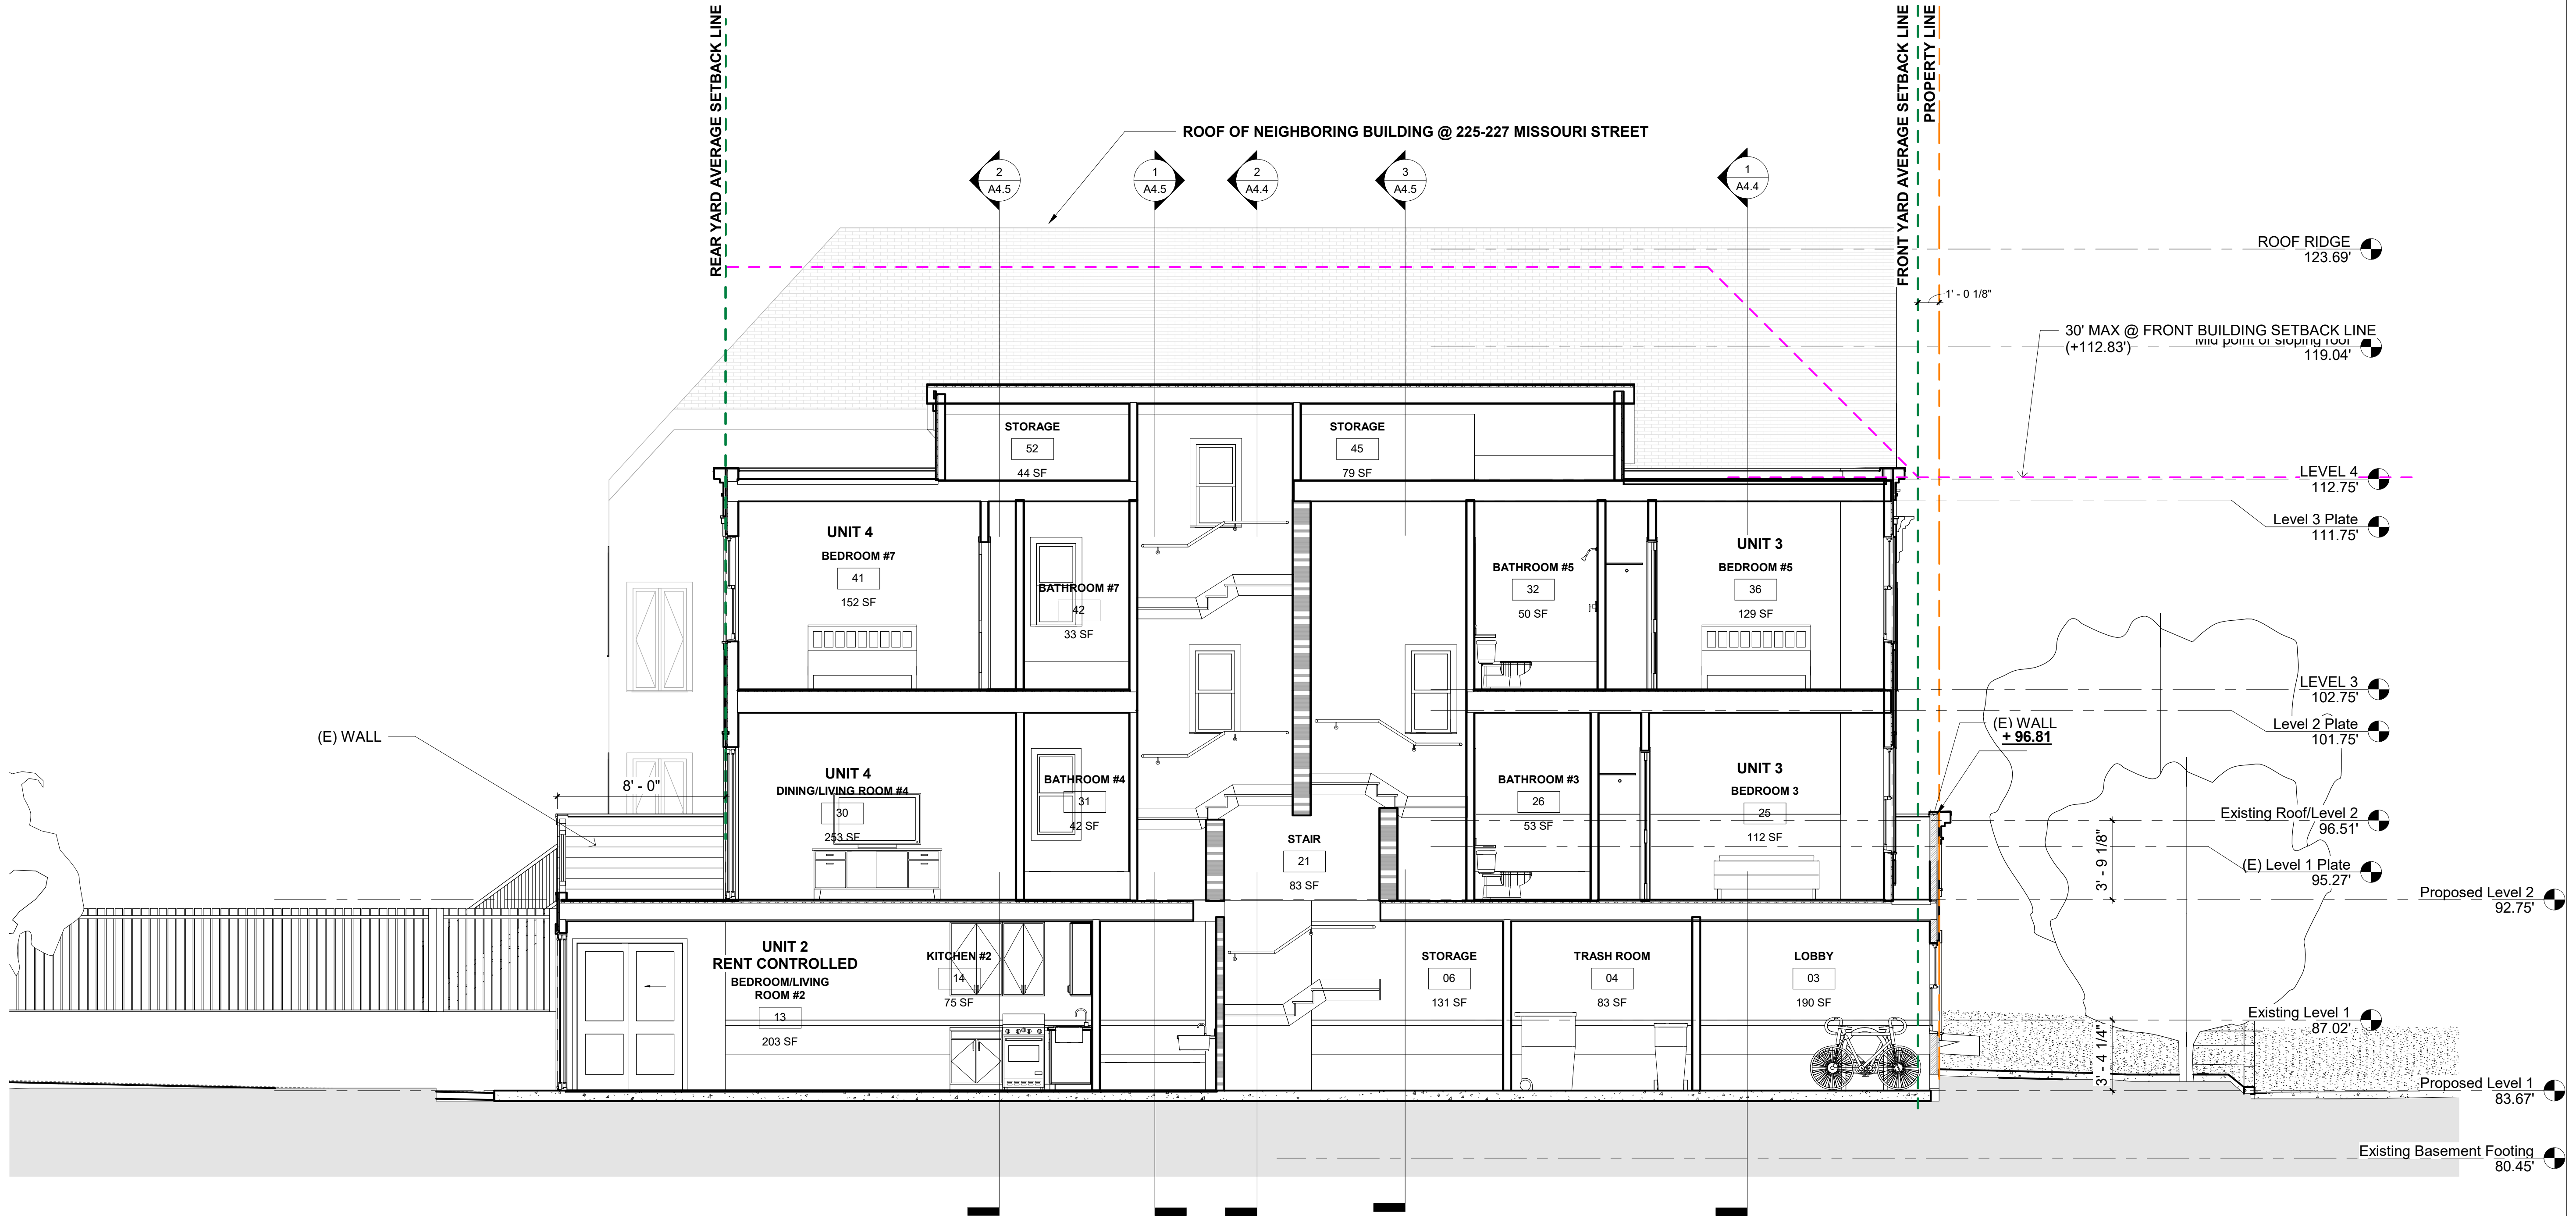 REAR YARD AVERAGE SETBACK LINE
FRONT YARD AVERAGE SETBACK LINE
PROPERTY LINE
ROOF OF NEIGHBORING BUILDING @ 225-227 MISSOURI STREET
2
A4.5
1
A4.5
2
A4.4
3
A4.5
1
A4.4
ROOF RIDGE
123.69'
1' - 0 1/8"
30' MAX @ FRONT BUILDING SETBACK LINE
(+112.83')
Mid point of sloping roof
119.04'
STORAGE
52
44 SF
STORAGE
45
79 SF
LEVEL 4
112.75'
Level 3 Plate
111.75'
UNIT 4
BEDROOM #7
41
152 SF
BATHROOM #7
42
33 SF
BATHROOM #5
32
50 SF
UNIT 3
BEDROOM #5
36
129 SF
LEVEL 3
102.75'
Level 2 Plate
101.75'
(E) WALL
(E) WALL
+ 96.81
8' - 0"
UNIT 4
DINING/LIVING ROOM #4
30
253 SF
BATHROOM #4
31
42 SF
STAIR
21
83 SF
BATHROOM #3
26
53 SF
UNIT 3
BEDROOM 3
25
112 SF
Existing Roof/Level 2
96.51'
3' - 9 1/8"
(E) Level 1 Plate
95.27'
Proposed Level 2
92.75'
UNIT 2
RENT CONTROLLED
BEDROOM/LIVING
ROOM #2
13
203 SF
KITCHEN #2
14
75 SF
STORAGE
06
131 SF
TRASH ROOM
04
83 SF
LOBBY
03
190 SF
Existing Level 1
87.02'
3' - 4 1/4"
Proposed Level 1
83.67'
Existing Basement Footing
80.45'